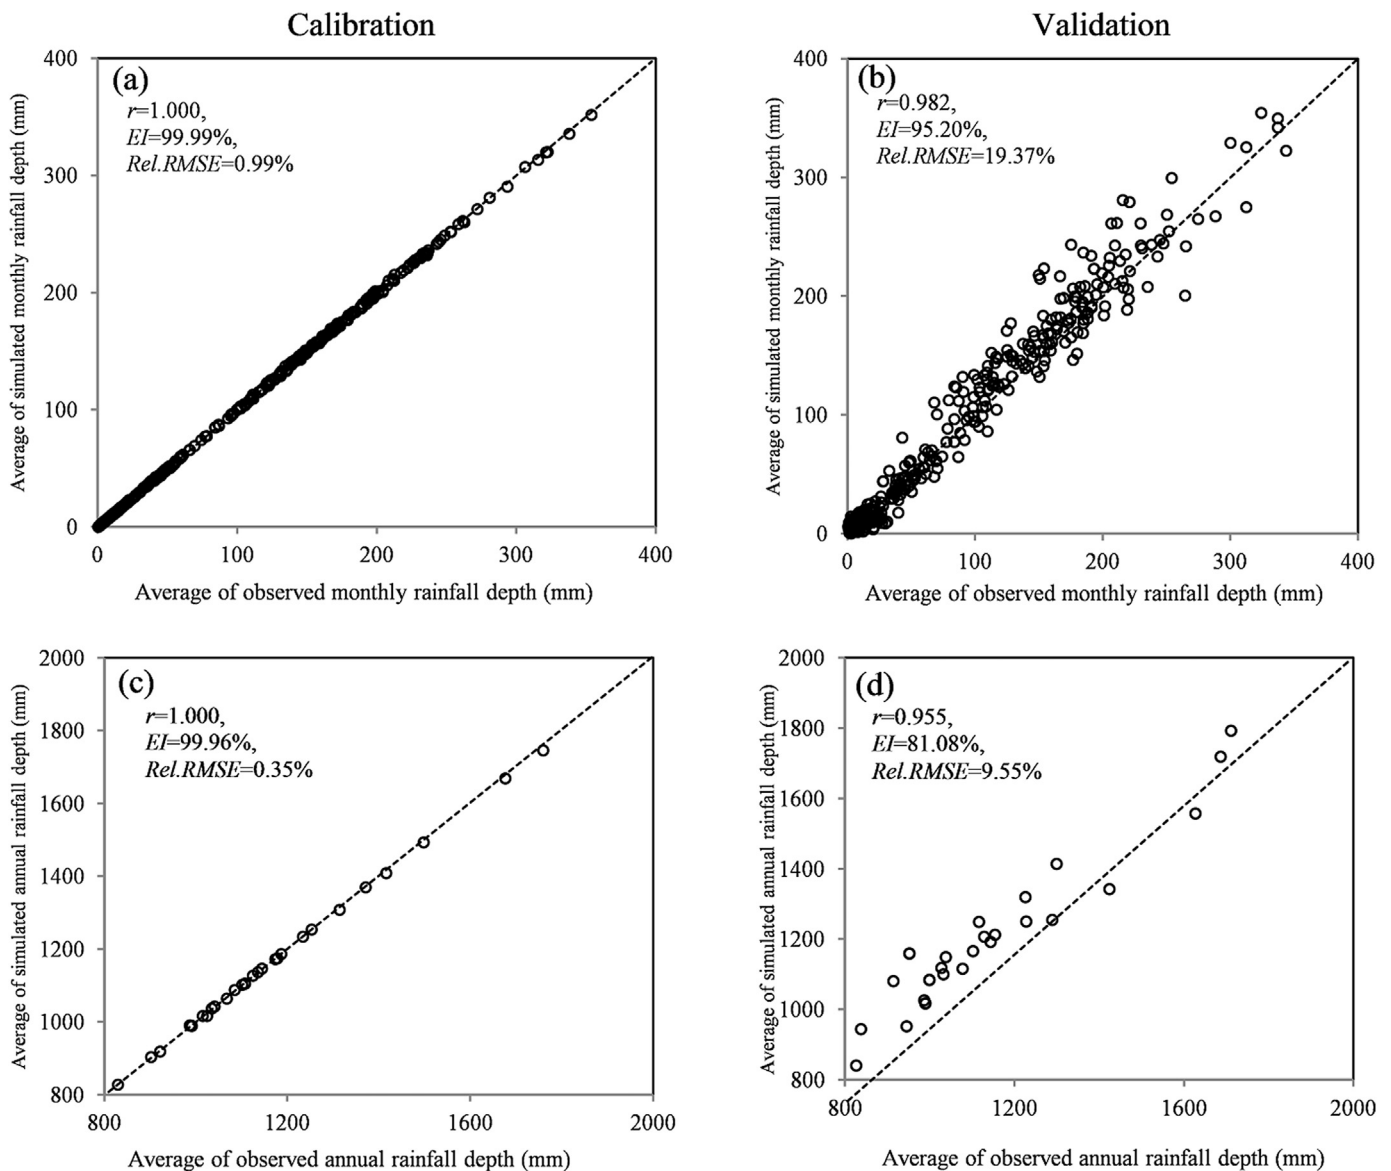 Calibration
Validation
(a)
r=1.000,
EI=99.99%,
Rel.RMSE=0.99%
Average of simulated monthly rainfall depth (mm)
400
300
200
100
0
0 100 200 300 400
Average of observed monthly rainfall depth (mm)
(b)
r=0.982,
EI=95.20%,
Rel.RMSE=19.37%
Average of simulated monthly rainfall depth (mm)
400
300
200
100
0
0 100 200 300 400
Average of observed monthly rainfall depth (mm)
(c)
r=1.000,
EI=99.96%,
Rel.RMSE=0.35%
Average of simulated annual rainfall depth (mm)
2000
1800
1600
1400
1200
1000
800
800 1200 1600 2000
Average of observed annual rainfall depth (mm)
(d)
r=0.955,
EI=81.08%,
Rel.RMSE=9.55%
Average of simulated annual rainfall depth (mm)
2000
1800
1600
1400
1200
1000
800
800 1200 1600 2000
Average of observed annual rainfall depth (mm)